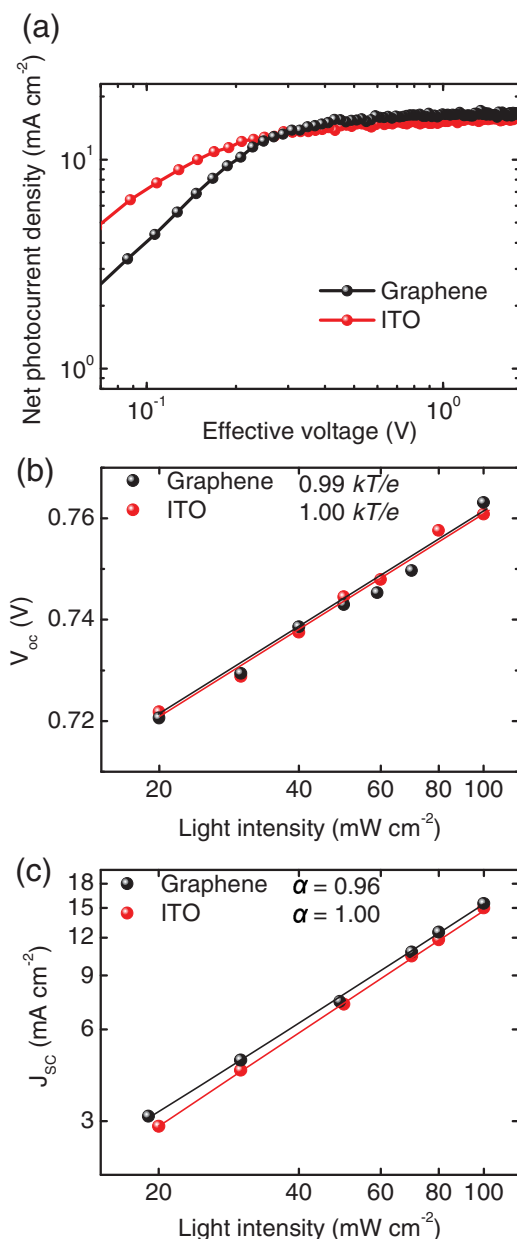 (a)
Net photocurrent density (mA cm⁻²)
10¹
10⁰
Graphene
ITO
10⁻¹
10⁰
Effective voltage (V)
(b)
Graphene 0.99 kT/e
ITO 1.00 kT/e
V_oc (V)
0.76
0.74
0.72
20 40 60 80 100
Light intensity (mW cm⁻²)
(c)
Graphene α = 0.96
ITO α = 1.00
J_SC (mA cm⁻²)
18
15
12
9
6
3
20 40 60 80 100
Light intensity (mW cm⁻²)